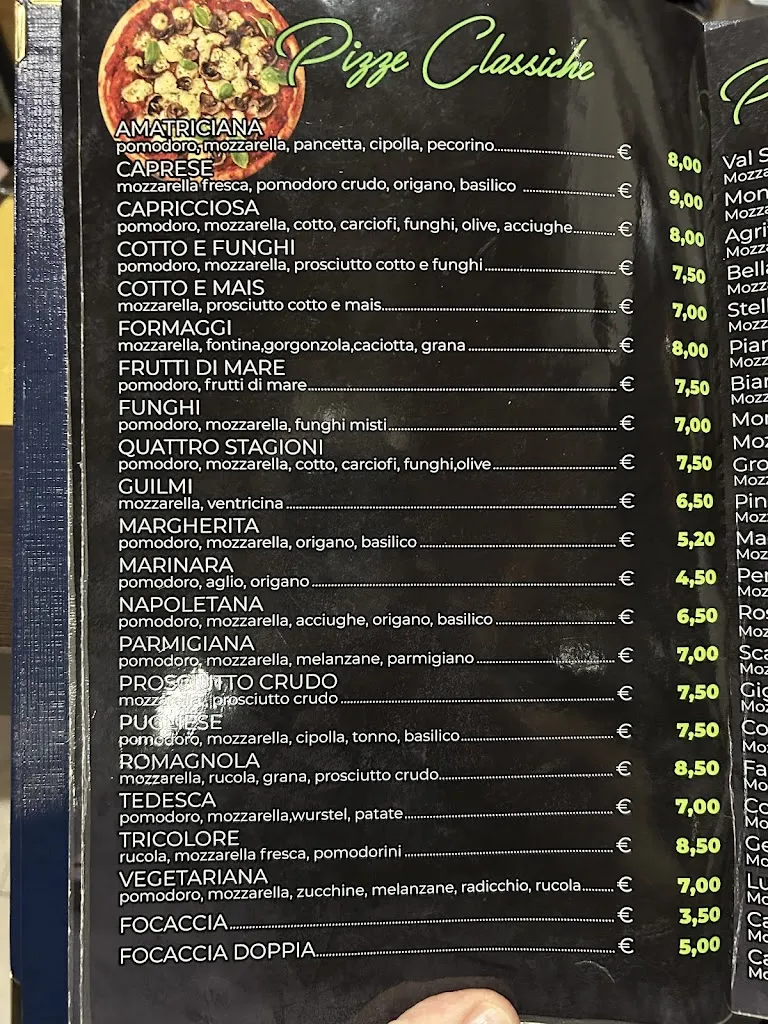 Pizze Classiche
AMATRICIANA
pomodoro, mozzarella, pancetta, cipolla, pecorino........................€ 8,00
CAPRESE
mozzarella fresca, pomodoro crudo, origano, basilico ........................€ 9,00
CAPRICCIOSA
pomodoro, mozzarella, cotto, carciofi, funghi, olive, acciughe............€ 8,00
COTTO E FUNGHI
pomodoro, mozzarella, prosciutto cotto e funghi........................€ 7,50
COTTO E MAIS
mozzarella, prosciutto cotto e mais........................€ 7,00
FORMAGGI
mozzarella, fontina,gorgonzola,caciotta, grana ........................€ 8,00
FRUTTI DI MARE
pomodoro, frutti di mare........................€ 7,50
FUNGHI
pomodoro, mozzarella, funghi misti........................€ 7,00
QUATTRO STAGIONI
pomodoro, mozzarella, cotto, carciofi, funghi,olive........................€ 7,50
GUILMI
mozzarella, ventricina ........................€ 6,50
MARGHERITA
pomodoro, mozzarella, origano, basilico ........................€ 5,20
MARINARA
pomodoro, aglio, origano ........................€ 4,50
NAPOLETANA
pomodoro, mozzarella, acciughe, origano, basilico ........................€ 6,50
PARMIGIANA
pomodoro, mozzarella, melanzane, parmigiano ........................€ 7,00
PROSCIUTTO CRUDO
prosciutto crudo ........................€ 7,50
PUGLIESE
pomodoro, mozzarella, cipolla, tonno, basilico........................€ 7,50
ROMAGNOLA
mozzarella, rucola, grana, prosciutto crudo........................€ 8,50
TEDESCA
pomodoro, mozzarella,wurstel, patate........................€ 7,00
TRICOLORE
rucola, mozzarella fresca, pomodorini ........................€ 8,50
VEGETARIANA
pomodoro, mozzarella, zucchine, melanzane, radicchio, rucola.........€ 7,00
FOCACCIA........................€ 3,50
FOCACCIA DOPPIA........................€ 5,00